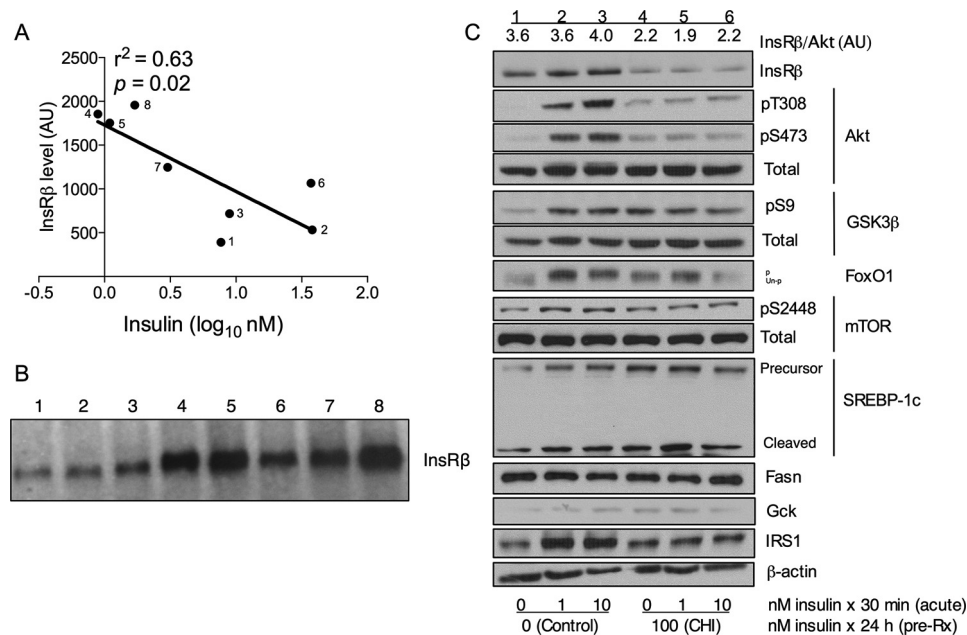 A
r2 = 0.63
p = 0.02
InsRβ level (AU)
2500
2000
1500
1000
500
4
5
8
7
6
3
2
1
-0.5
0.0
0.5
1.0
1.5
2.0
Insulin (log10 nM)
B
1 2 3 4 5 6 7 8
InsRβ
C
1 2 3 4 5 6
3.6 3.6 4.0 2.2 1.9 2.2 InsRβ/Akt (AU)
InsRβ
pT308
pS473
Total
Akt
pS9
Total
GSK3β
p
Un-p
FoxO1
pS2448
Total
mTOR
Precursor
Cleaved
SREBP-1c
Fasn
Gck
IRS1
β-actin
0 1 10 0 1 10 nM insulin x 30 min (acute)
0 (Control) 100 (CHI) nM insulin x 24 h (pre-Rx)